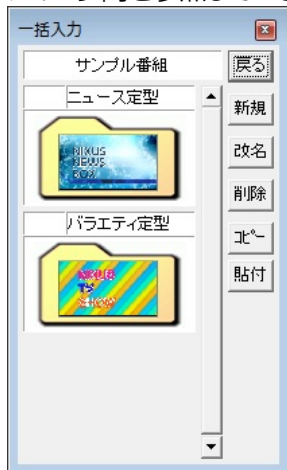 一括入力
サンプル番組
戻る
ニュース定型
新規
NIXUS
NEWS
BOX
改名
削除
バラエティ定型
ｺﾋﾟｰ
貼付
NEXUS
TV
SHOW